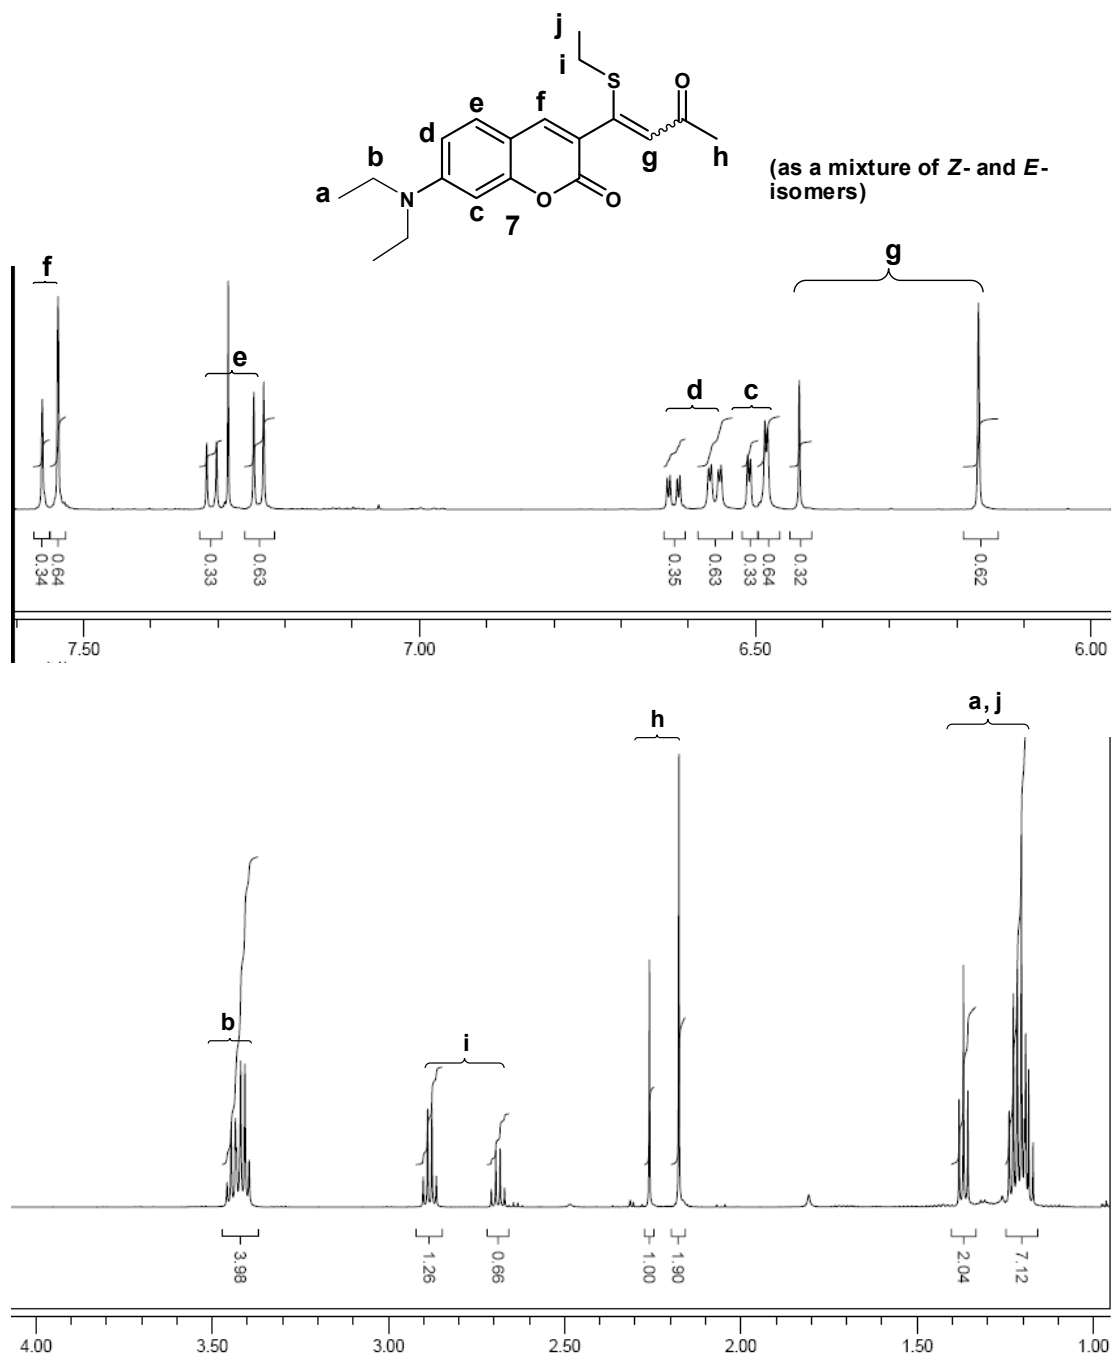 j
i
S
O
e
f
d
g
h
b
(as a mixture of Z- and E-
isomers)
a
N
c
7
O
O
f
e
d
c
g
0.34
0.64
0.33
0.63
0.35
0.63
0.33
0.64
0.32
0.62
7.50
7.00
6.50
6.00
b
i
h
a, j
3.98
1.26
0.66
1.00
1.90
2.04
7.12
4.00
3.50
3.00
2.50
2.00
1.50
1.00